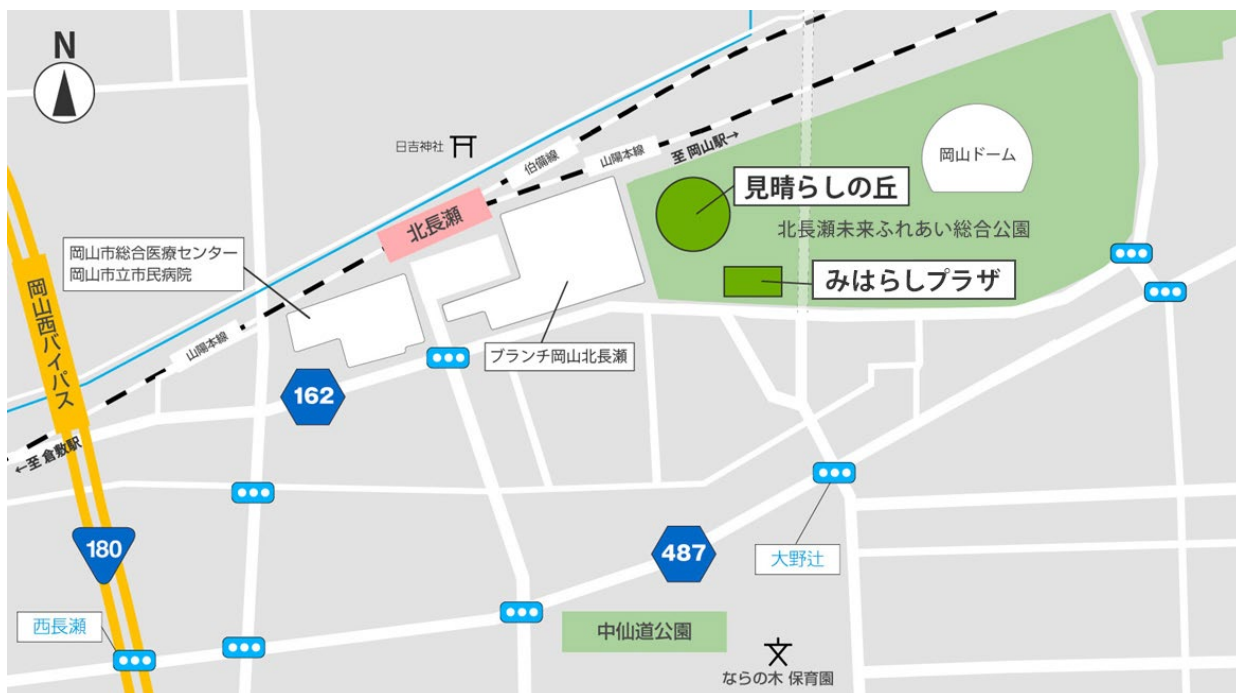 N
日吉神社
伯備線
山陽本線
至 岡山駅→
岡山ドーム
見晴らしの丘
北長瀬未来ふれあい総合公園
北長瀬
岡山市総合医療センター
岡山市立市民病院
みはらしプラザ
岡山西バイパス
山陽本線
ブランチ岡山北長瀬
162
←至 倉敷駅
180
487
大野辻
西長瀬
中仙道公園
ならの木 保育園